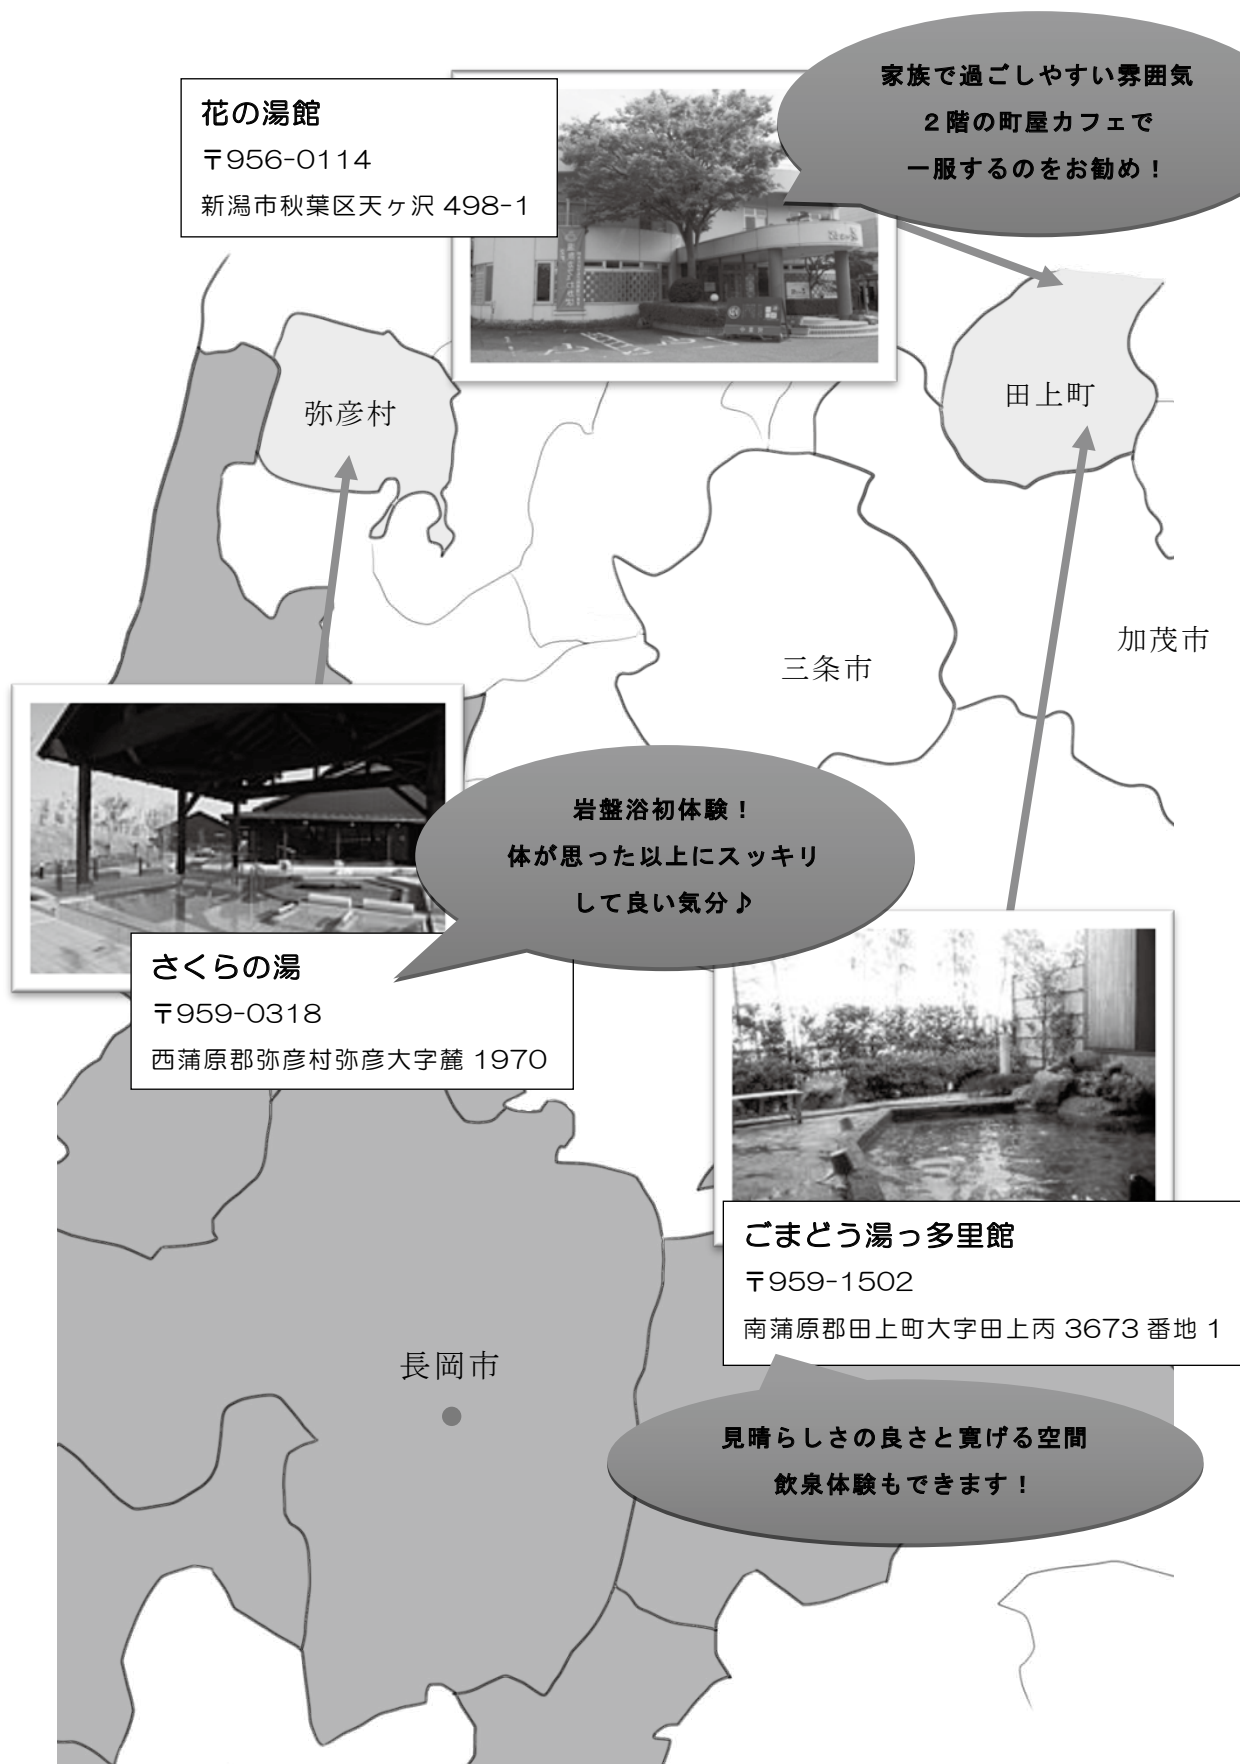 花の湯館
〒956-0114
新潟市秋葉区天ヶ沢 498-1
家族で過ごしやすい雰囲気
２階の町屋カフェで
一服するのをお勧め！
弥彦村
田上町
加茂市
三条市
岩盤浴初体験！
体が思った以上にスッキリ
して良い気分♪
さくらの湯
〒959-0318
西蒲原郡弥彦村弥彦大字麓 1970
ごまどう湯っ多里館
〒959-1502
南蒲原郡田上町大字田上丙 3673 番地 1
長岡市
見晴らしさの良さと寛げる空間
飲泉体験もできます！